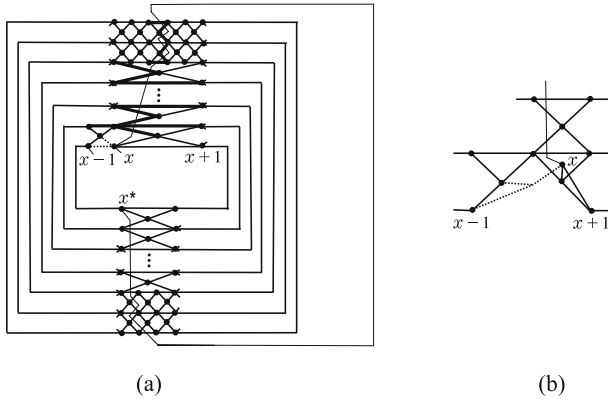 x − 1 x x + 1
x*
x
x − 1 x + 1
(a) (b)